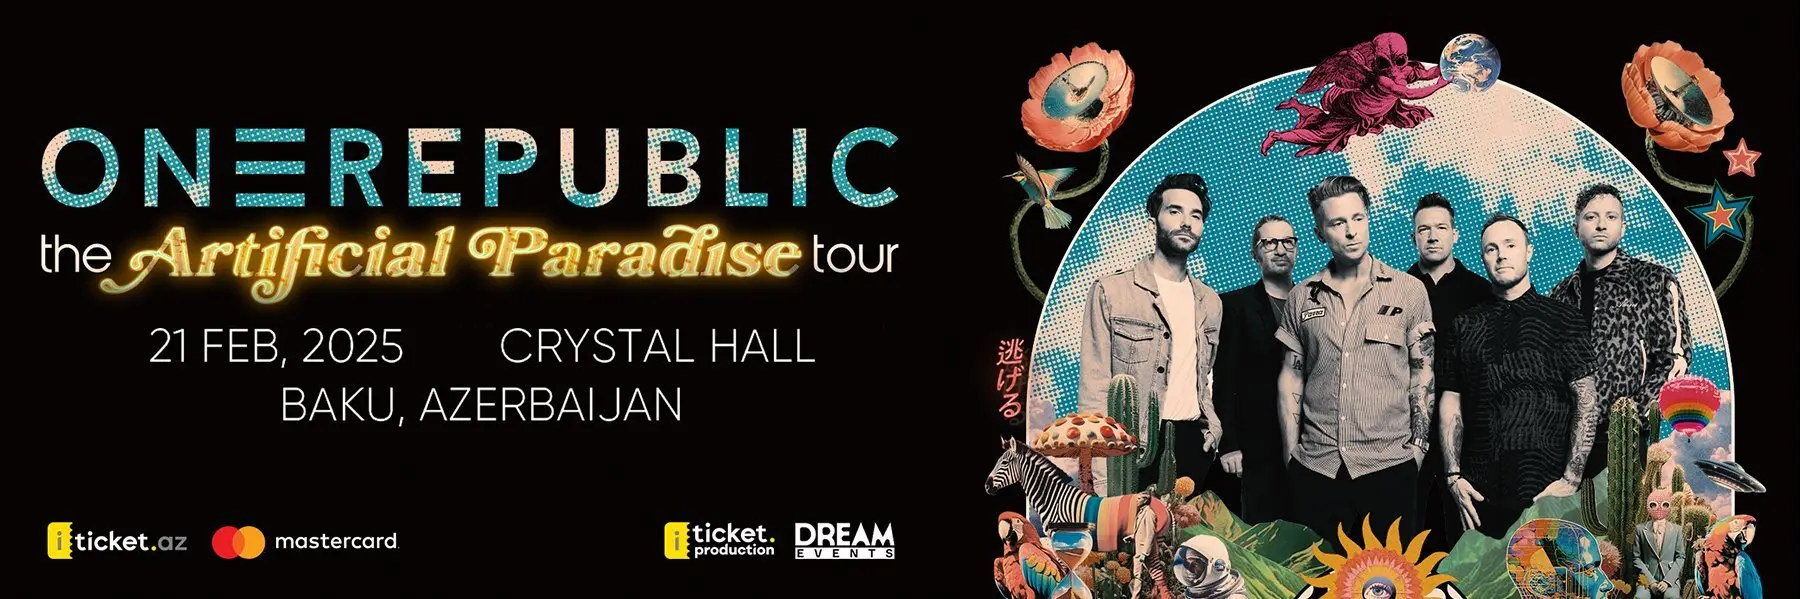 ONEREPUBLIC
the Artificial Paradise tour
21 FEB, 2025 CRYSTAL HALL
BAKU, AZERBAIJAN
iticket.az
mastercard.
iticket.
production
DREAM
EVENTS
逃げる
P